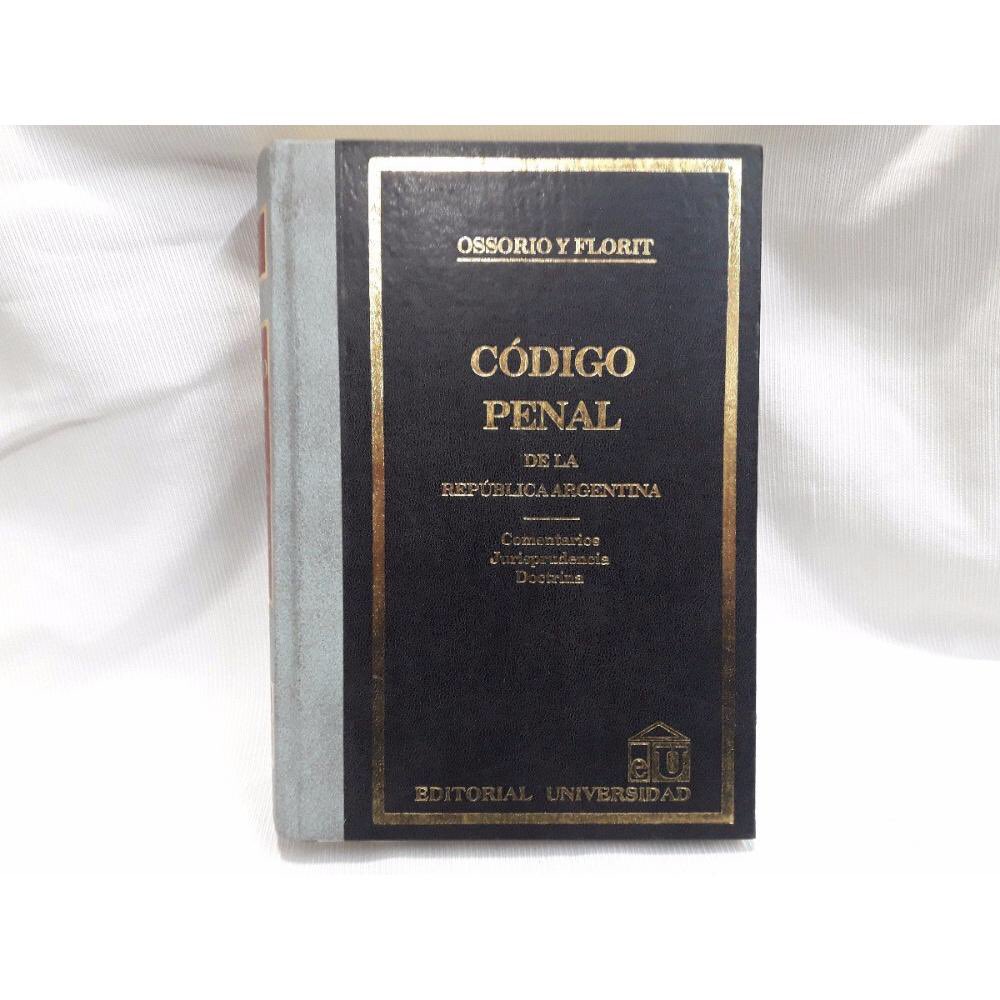 OSSORIO Y FLORIT
CÓDIGO
PENAL
DE LA
REPÚBLICA ARGENTINA
Comentarios
Jurisprudencia
Doctrina
eU
EDITORIAL UNIVERSIDAD